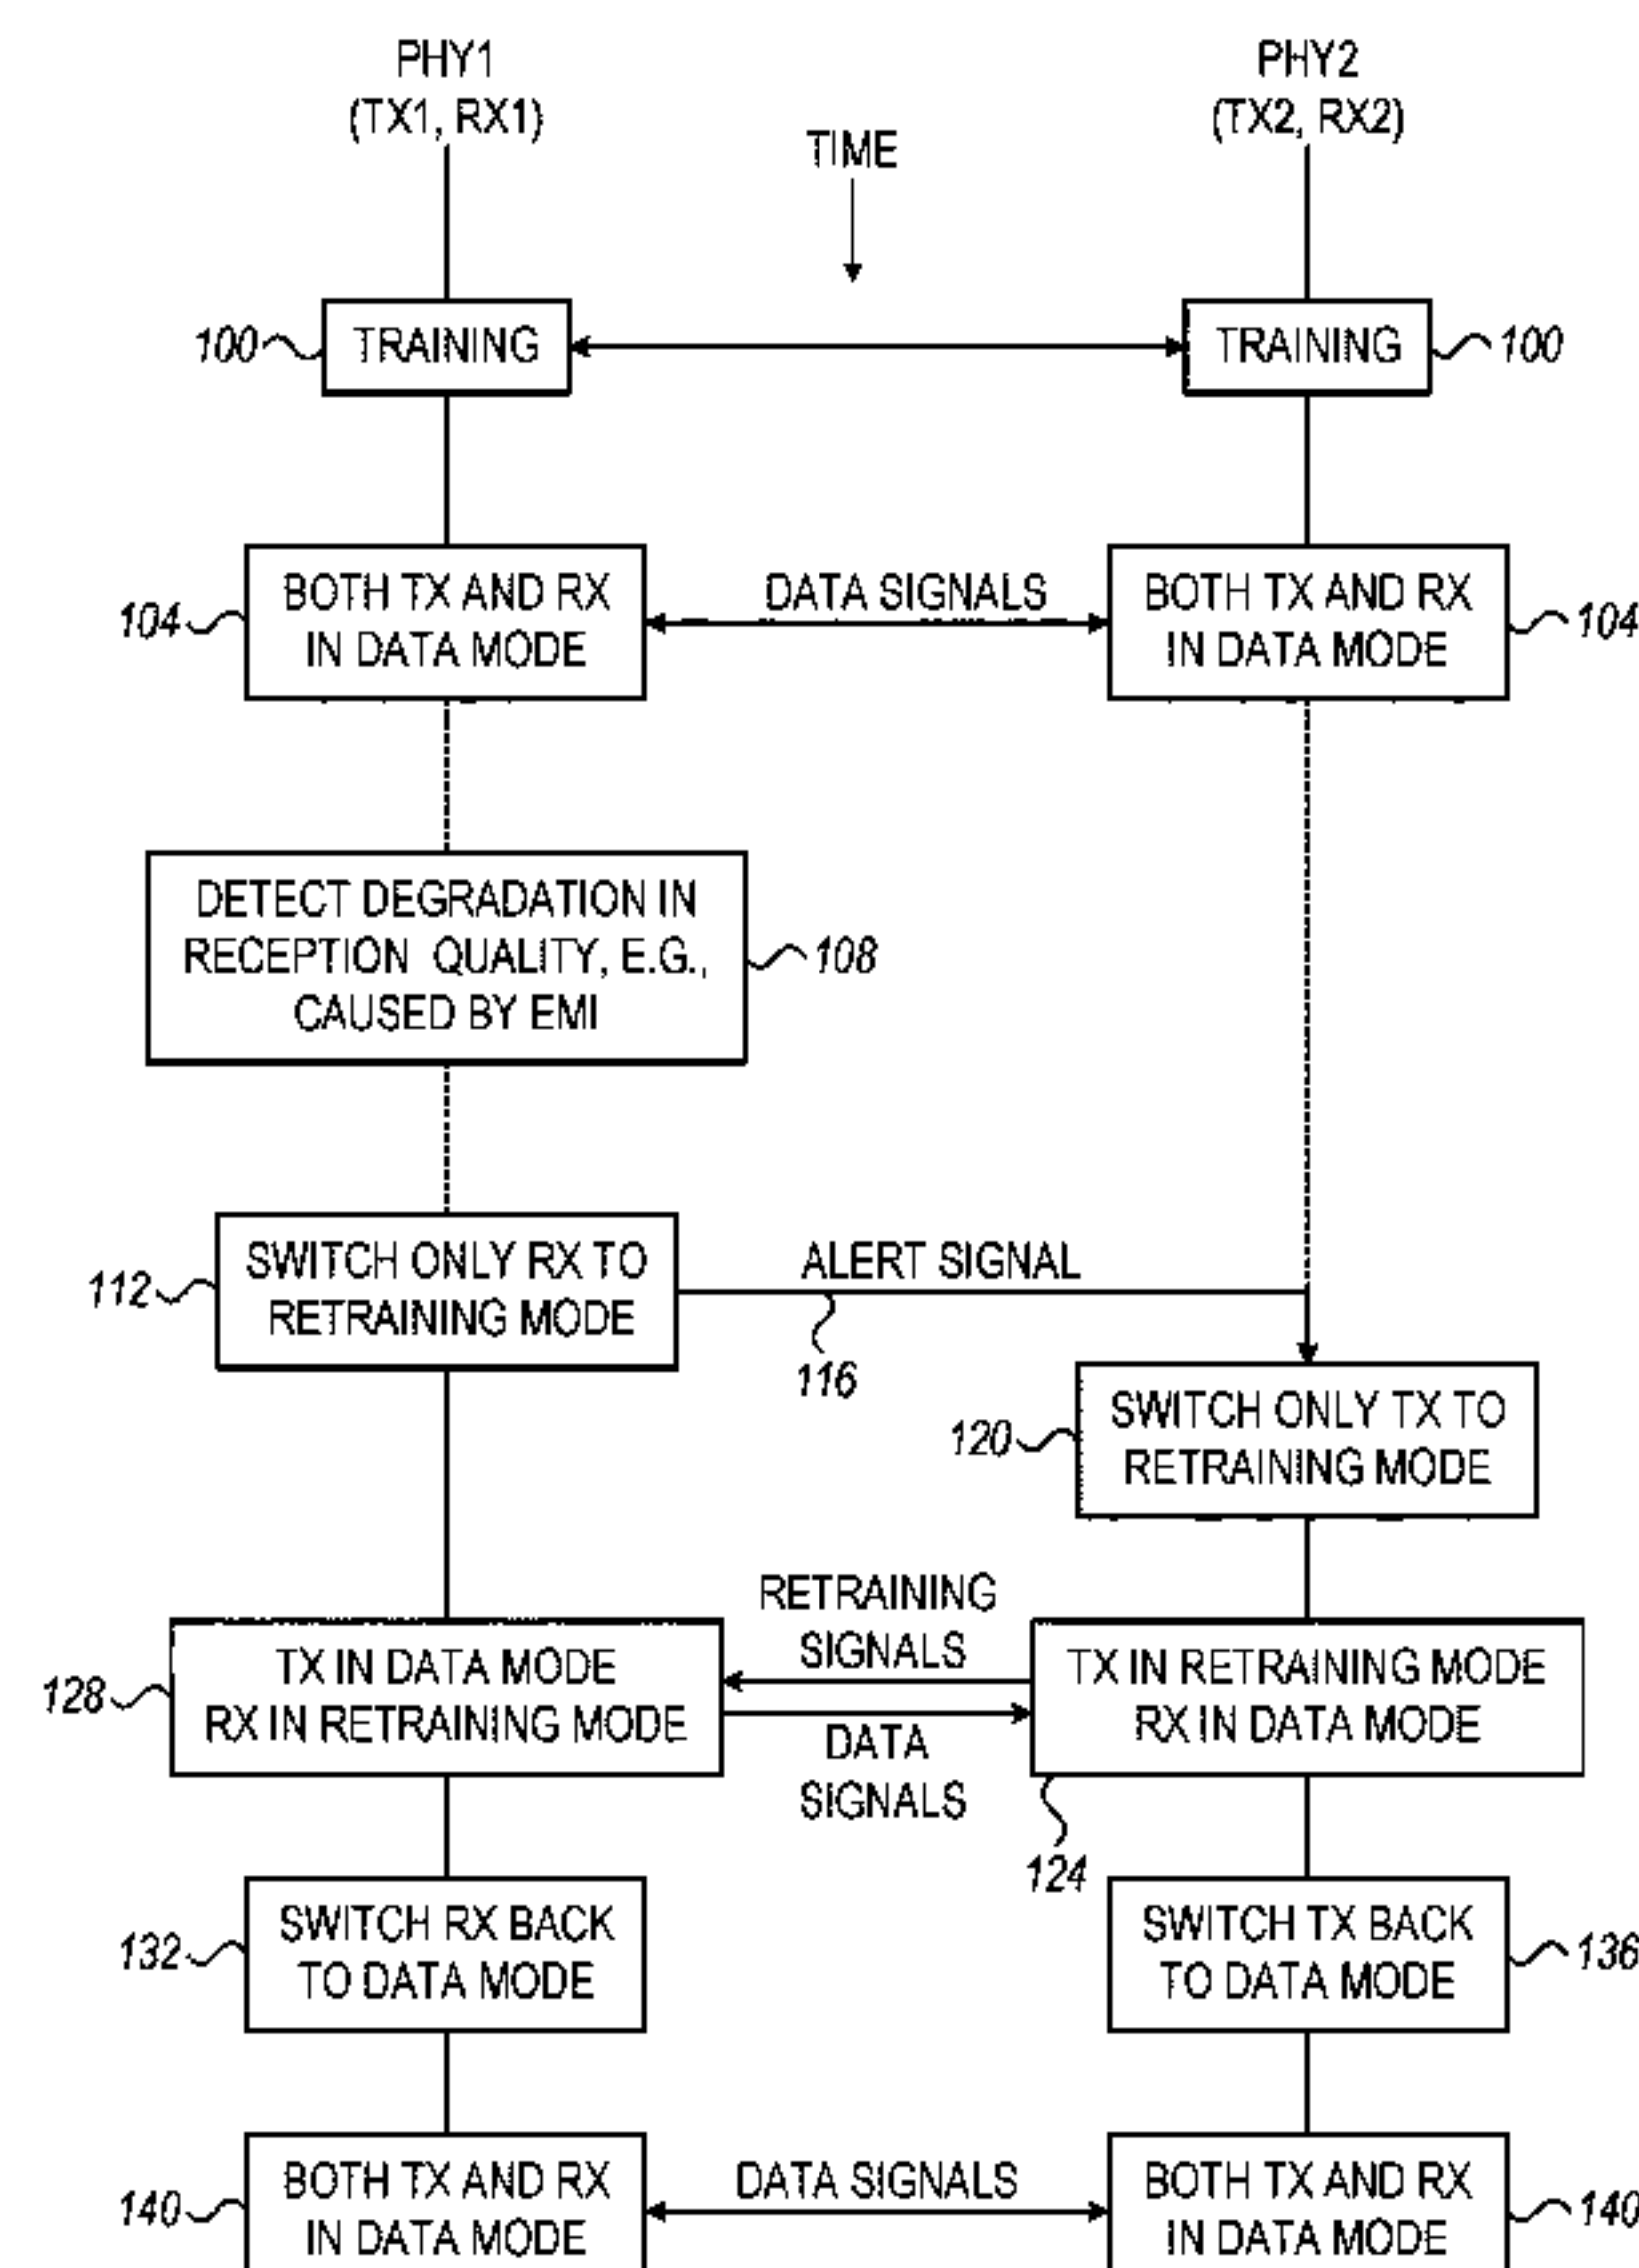 PHY1
(TX1, RX1)
PHY2
(TX2, RX2)
TIME
100
TRAINING
TRAINING
100
104
BOTH TX AND RX
IN DATA MODE
DATA SIGNALS
BOTH TX AND RX
IN DATA MODE
104
DETECT DEGRADATION IN
RECEPTION QUALITY, E.G.,
CAUSED BY EMI
108
112
SWITCH ONLY RX TO
RETRAINING MODE
ALERT SIGNAL
116
120
SWITCH ONLY TX TO
RETRAINING MODE
128
TX IN DATA MODE
RX IN RETRAINING MODE
RETRAINING
SIGNALS
DATA
SIGNALS
TX IN RETRAINING MODE
RX IN DATA MODE
124
132
SWITCH RX BACK
TO DATA MODE
SWITCH TX BACK
TO DATA MODE
136
140
BOTH TX AND RX
IN DATA MODE
DATA SIGNALS
BOTH TX AND RX
IN DATA MODE
140